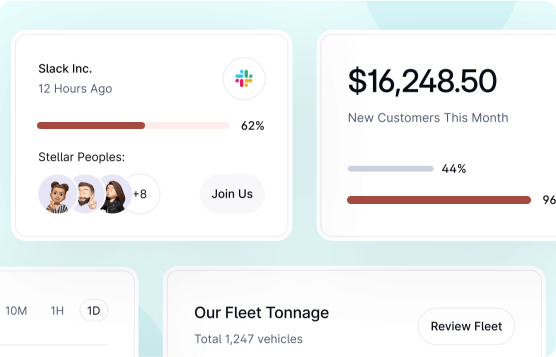 Slack Inc.
12 Hours Ago
62%
Stellar Peoples:
+8
Join Us
$16,248.50
New Customers This Month
44%
96
10M
1H
1D
Our Fleet Tonnage
Total 1,247 vehicles
Review Fleet